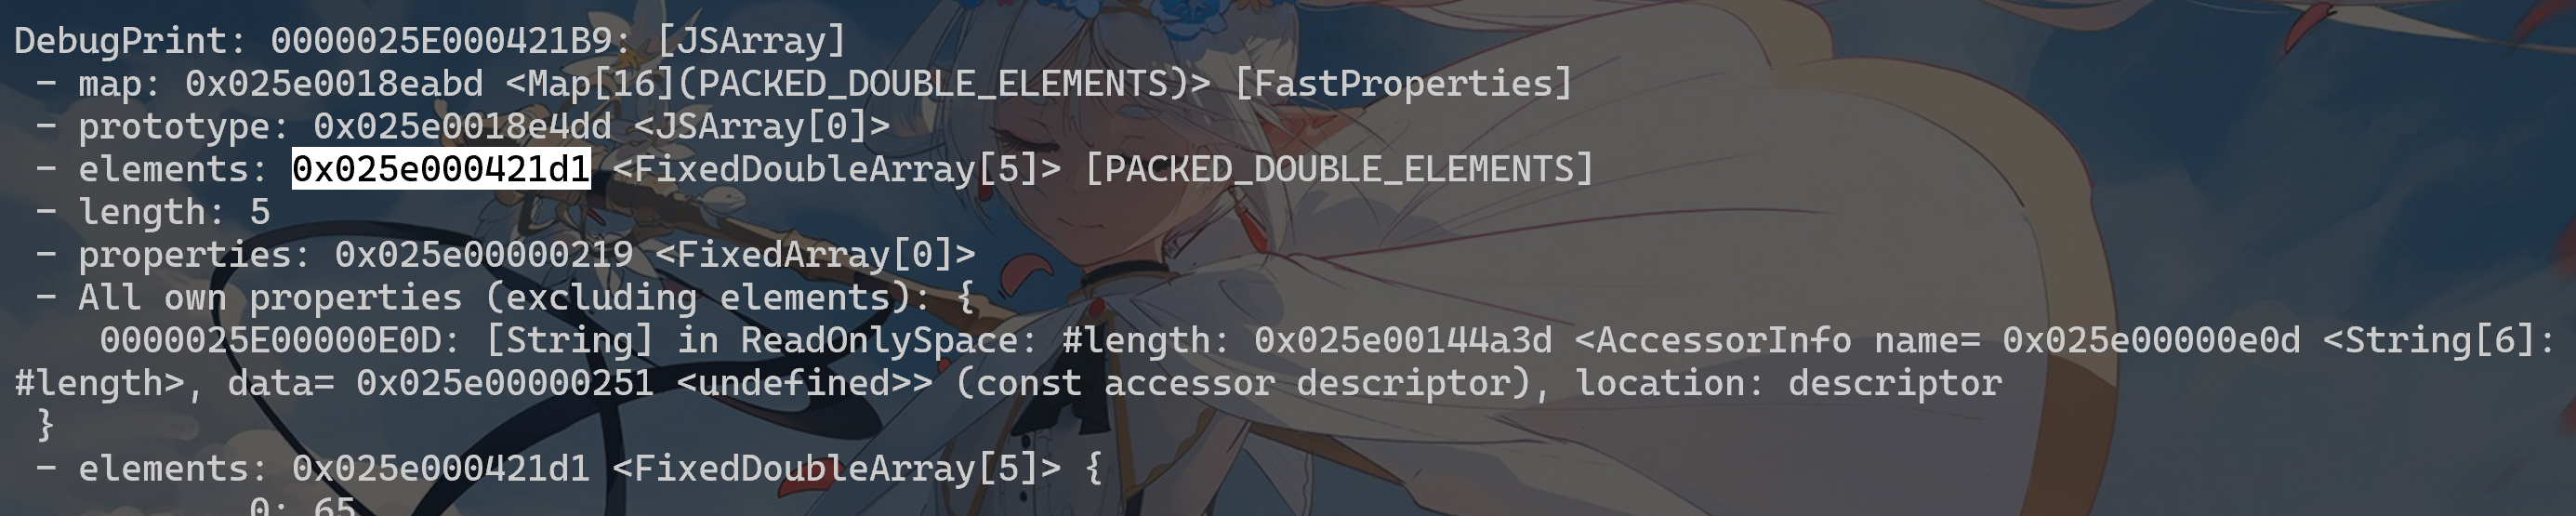 DebugPrint: 0000025E000421B9: [JSArray]
 - map: 0x025e0018eabd <Map[16](PACKED_DOUBLE_ELEMENTS)> [FastProperties]
 - prototype: 0x025e0018e4dd <JSArray[0]>
 - elements: 0x025e000421d1 <FixedDoubleArray[5]> [PACKED_DOUBLE_ELEMENTS]
 - length: 5
 - properties: 0x025e00000219 <FixedArray[0]>
 - All own properties (excluding elements): {
    0000025E00000E0D: [String] in ReadOnlySpace: #length: 0x025e00144a3d <AccessorInfo name= 0x025e00000e0d <String[6]:
#length>, data= 0x025e00000251 <undefined>> (const accessor descriptor), location: descriptor
 }
 - elements: 0x025e000421d1 <FixedDoubleArray[5]> {
           0: 65